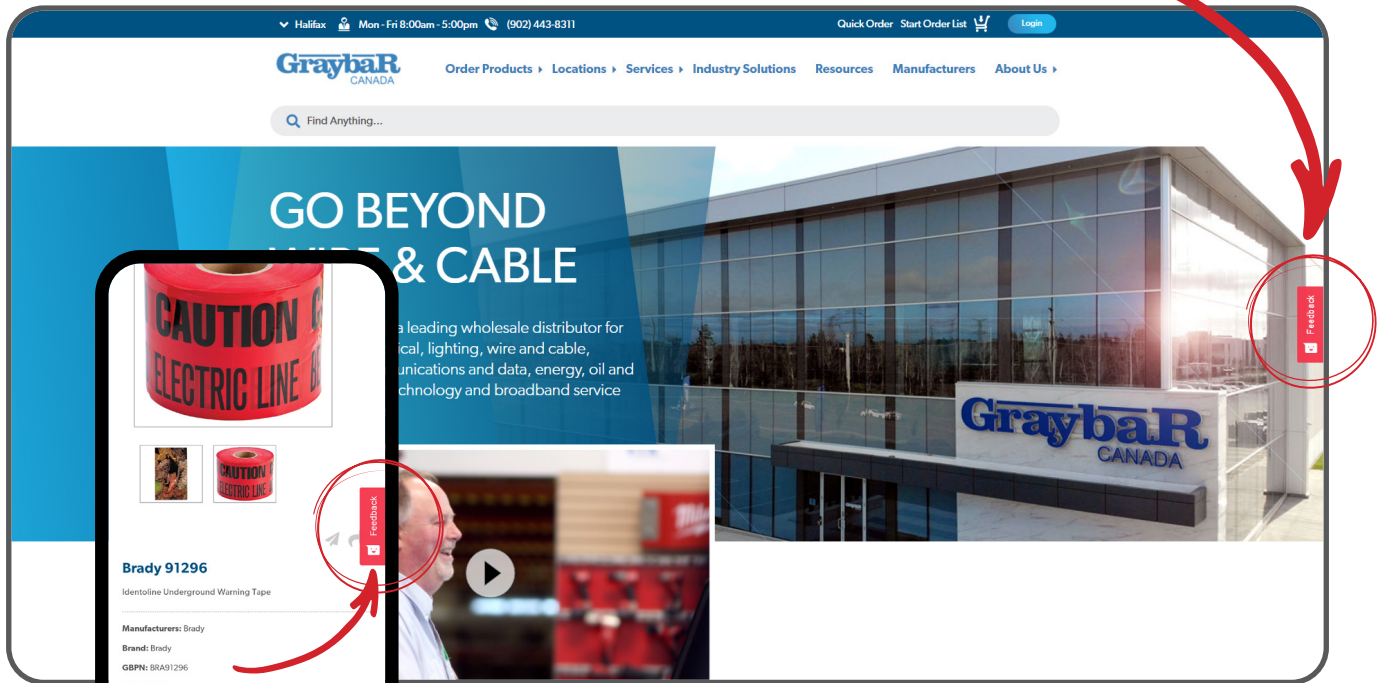 Halifax Mon - Fri 8:00am - 5:00pm (902) 443-8311 Quick Order Start Order List Login
GraybaR
CANADA
Order Products Locations Services Industry Solutions Resources Manufacturers About Us
Find Anything...
GO BEYOND
& CABLE
a leading wholesale distributor for
ical, lighting, wire and cable,
unications and data, energy, oil and
chnology and broadband service
GraybaR
CANADA
Feedback
CAUTION
ELECTRIC LINE
CAUTION
ELECTRIC LINE
Feedback
Brady 91296
Identoline Underground Warning Tape
Manufacturers: Brady
Brand: Brady
GBPN: BRA91296